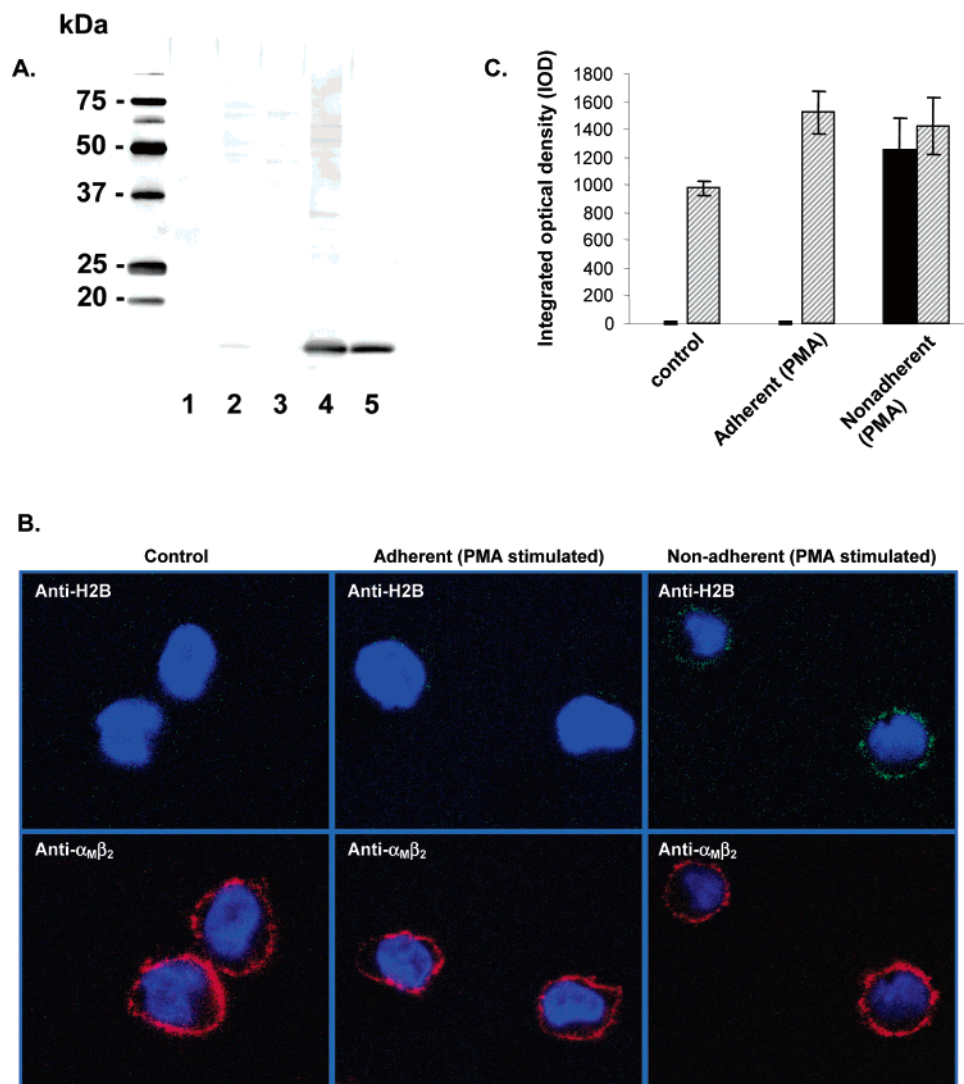 kDa
A.
75 -
50 -
37 -
25 -
20 -
1 2 3 4 5
C.
Integrated optical density (IOD)
1800
1600
1400
1200
1000
800
600
400
200
0
control
Adherent (PMA)
Nonadherent
(PMA)
B.
Control
Adherent (PMA stimulated)
Non-adherent (PMA stimulated)
Anti-H2B
Anti-H2B
Anti-H2B
Anti-αMβ2
Anti-αMβ2
Anti-αMβ2